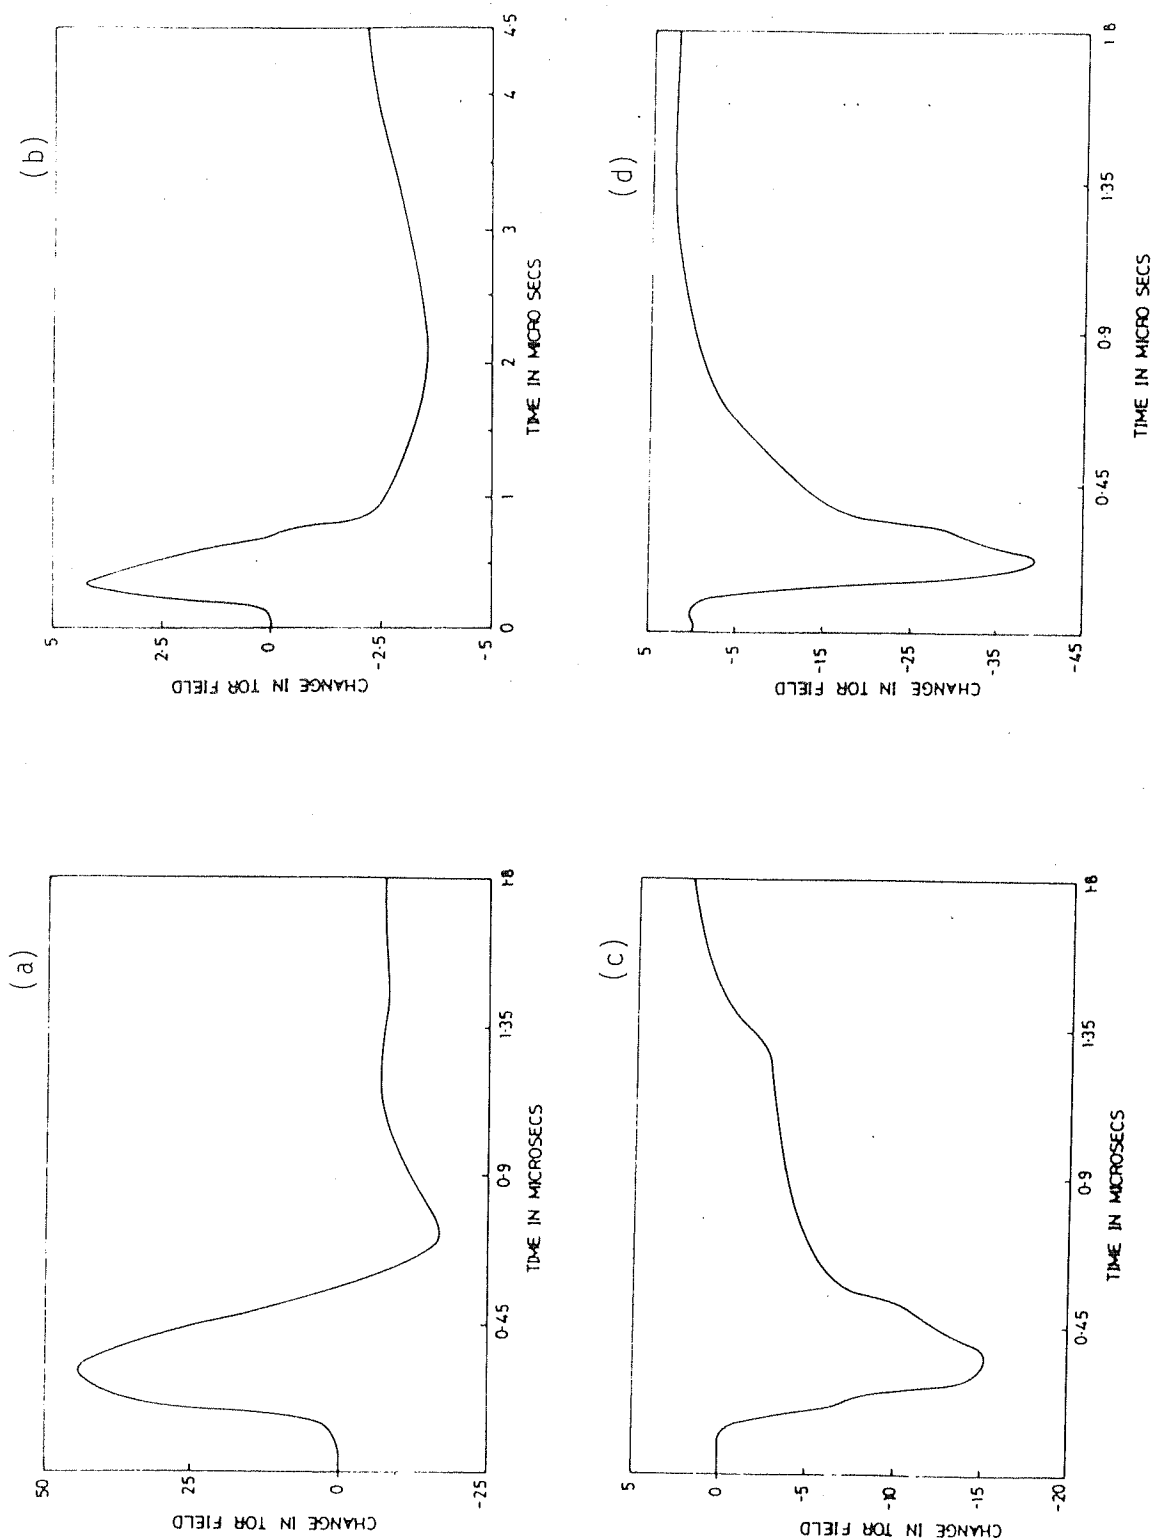 (a)
50
25
0
-25
CHANGE IN TOR FIELD
0·45 0·9 1·35 1·8
TIME IN MICROSECS
(b)
5
2·5
0
-2·5
-5
CHANGE IN TOR FIELD
0 1 2 3 4 4·5
TIME IN MICRO SECS
(c)
5
0
-5
-10
-15
-20
CHANGE IN TOR FIELD
0·45 0·9 1·35 1·8
TIME IN MICROSECS
(d)
5
-5
-15
-25
-35
-45
CHANGE IN TOR FIELD
0·45 0·9 1·35 1·8
TIME IN MICRO SECS